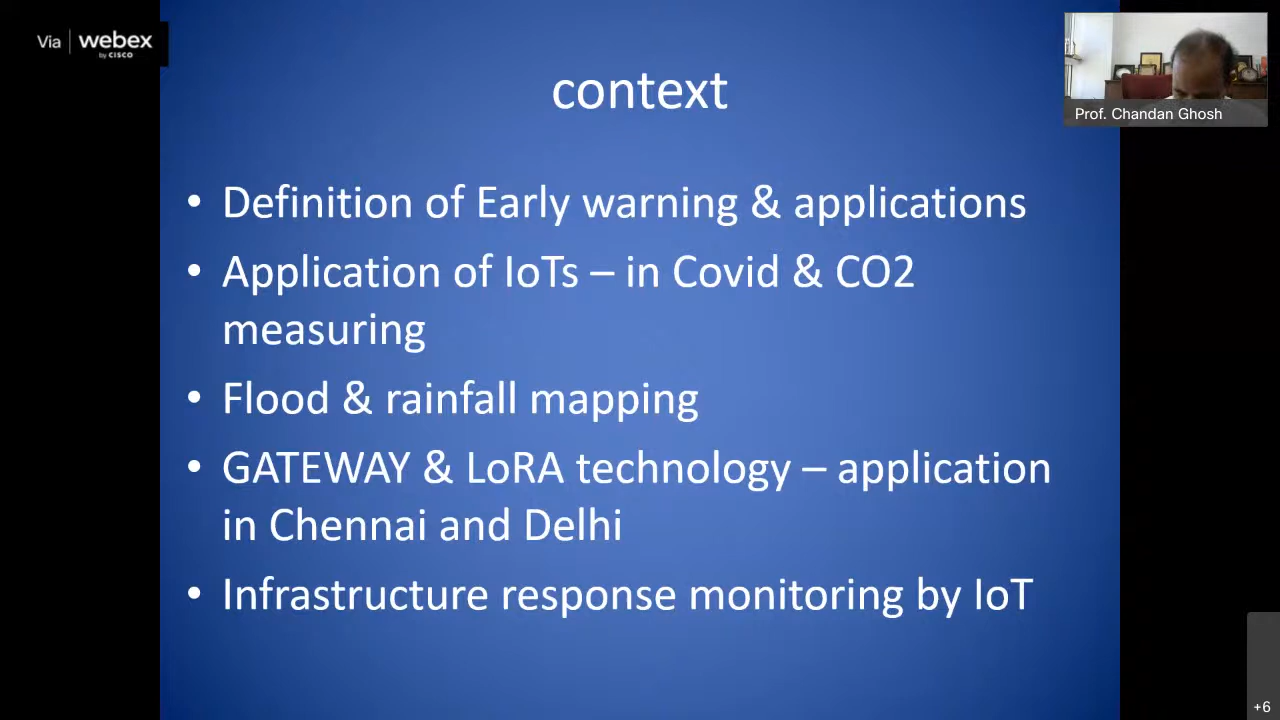 Via | webex
by CISCO
context
Prof. Chandan Ghosh
• Definition of Early warning & applications
• Application of IoTs – in Covid & CO2
measuring
• Flood & rainfall mapping
• GATEWAY & LoRA technology – application
in Chennai and Delhi
• Infrastructure response monitoring by IoT
+6